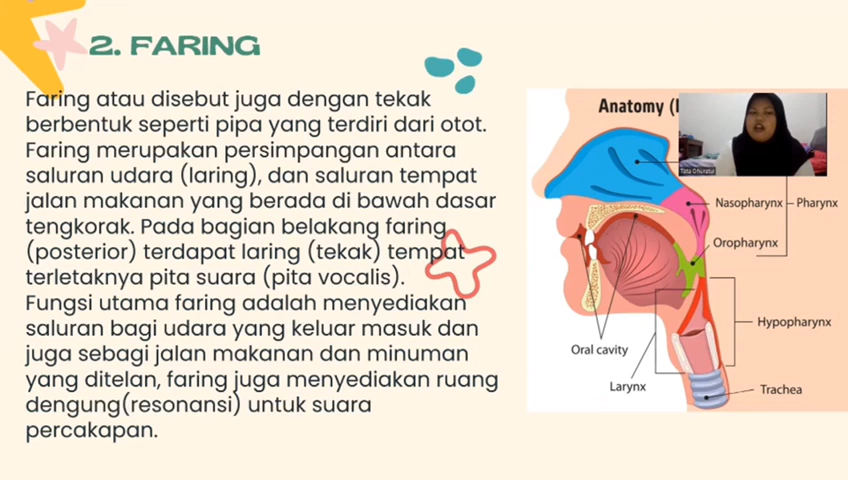 2. FARING
Faring atau disebut juga dengan tekak
berbentuk seperti pipa yang terdiri dari otot.
Faring merupakan persimpangan antara
saluran udara (laring), dan saluran tempat
jalan makanan yang berada di bawah dasar
tengkorak. Pada bagian belakang faring
(posterior) terdapat laring (tekak) tempat
terletaknya pita suara (pita vocalis).
Fungsi utama faring adalah menyediakan
saluran bagi udara yang keluar masuk dan
juga sebagi jalan makanan dan minuman
yang ditelan, faring juga menyediakan ruang
dengung(resonansi) untuk suara
percakapan.
Anatomy
Nasopharynx
Pharynx
Oropharynx
Hypopharynx
Oral cavity
Larynx
Trachea